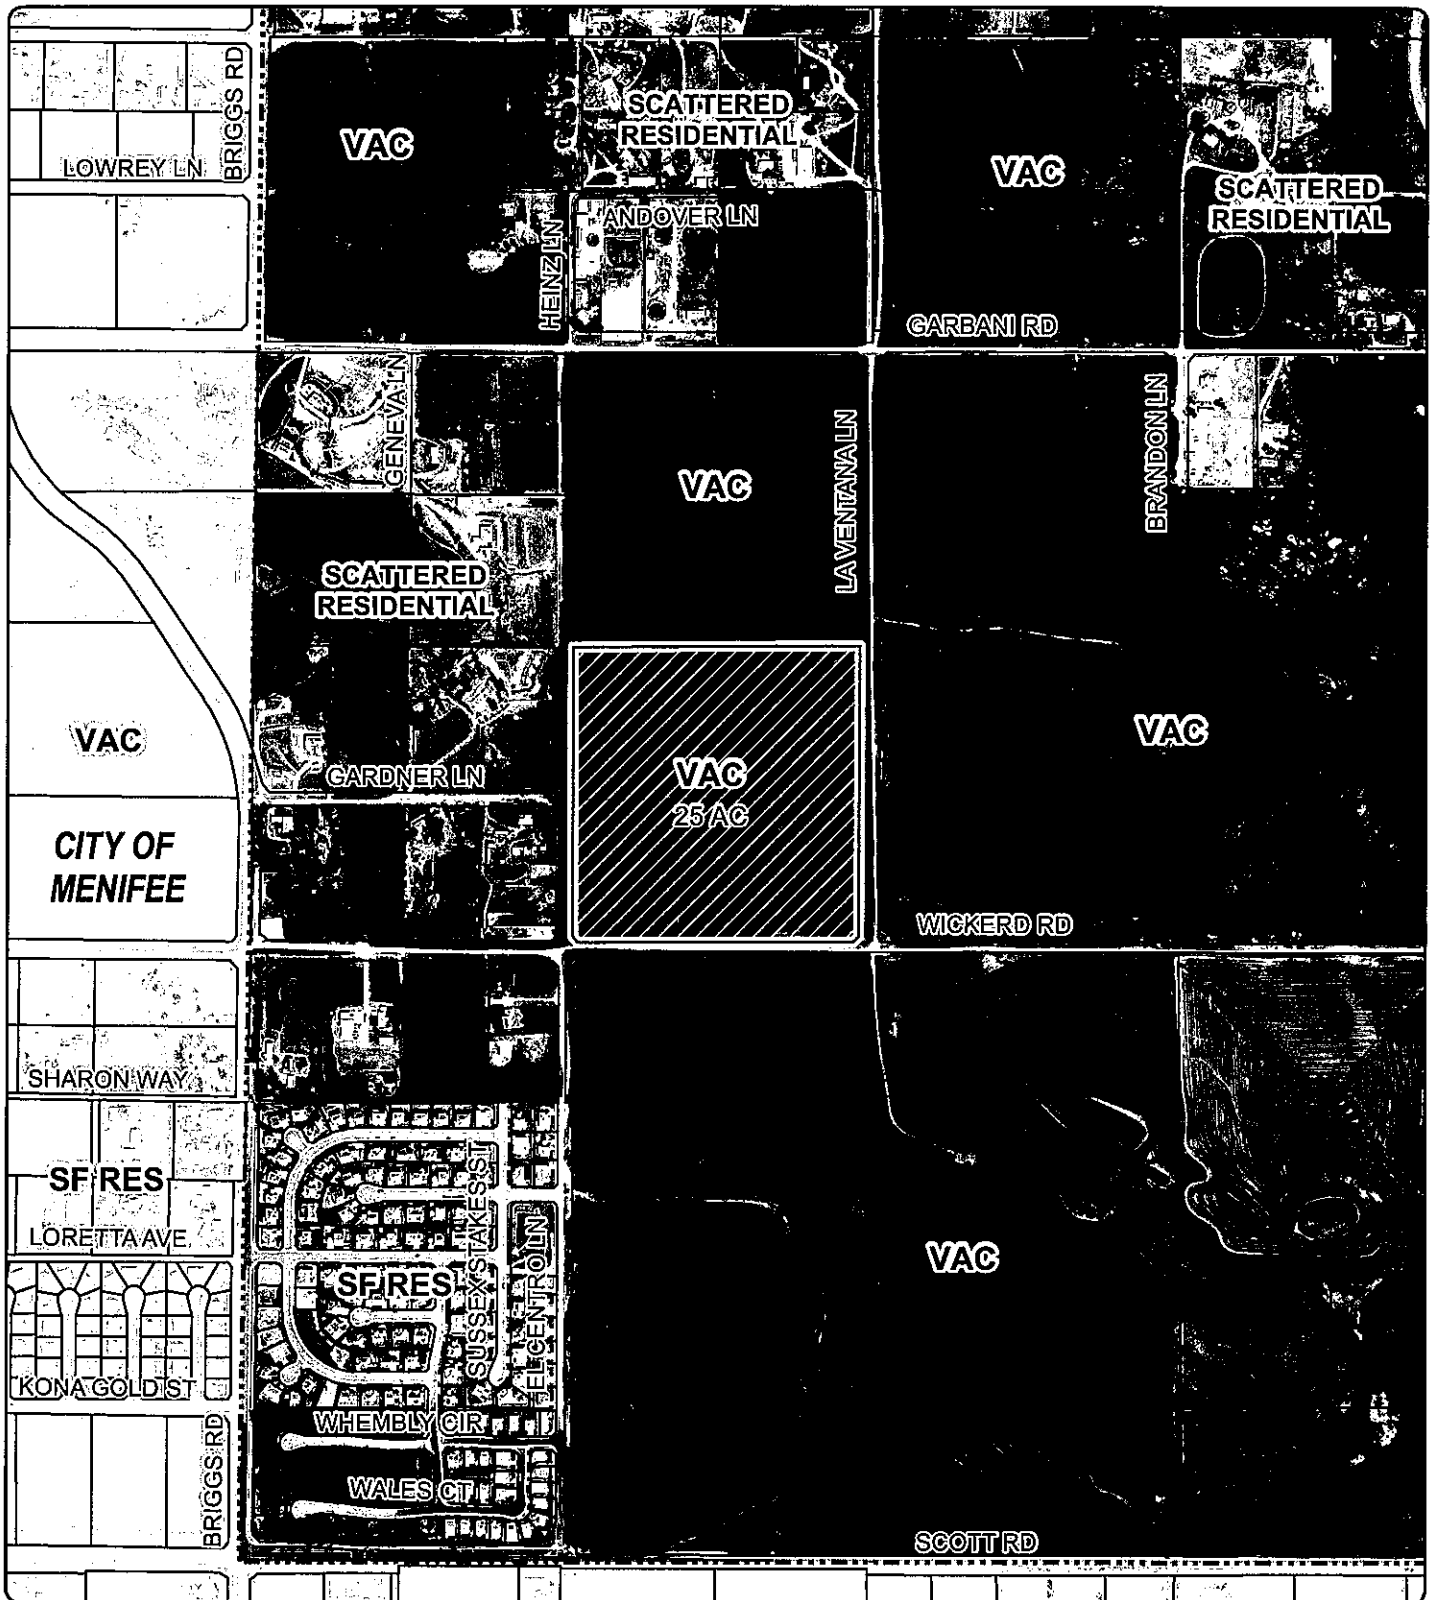 BRIGGS RD
VAC
SCATTERED
RESIDENTIAL
VAC
LOWREY LN
SCATTERED
RESIDENTIAL
ANDOVER LN
HEINZ LN
GARBANI RD
GENEVA LN
BRANDON LN
LA VENTANA LN
VAC
SCATTERED
RESIDENTIAL
VAC
VAC
VAC
25 AC
GARDNER LN
CITY OF
MENIFEE
WICKERD RD
SHARON WAY
SF RES
LORETTA AVE
SUSSEX STAKES ST
EL CENTRO LN
VAC
SF RES
KONA GOLD ST
WHEMBLY CIR
BRIGGS RD
WALES CT
SCOTT RD